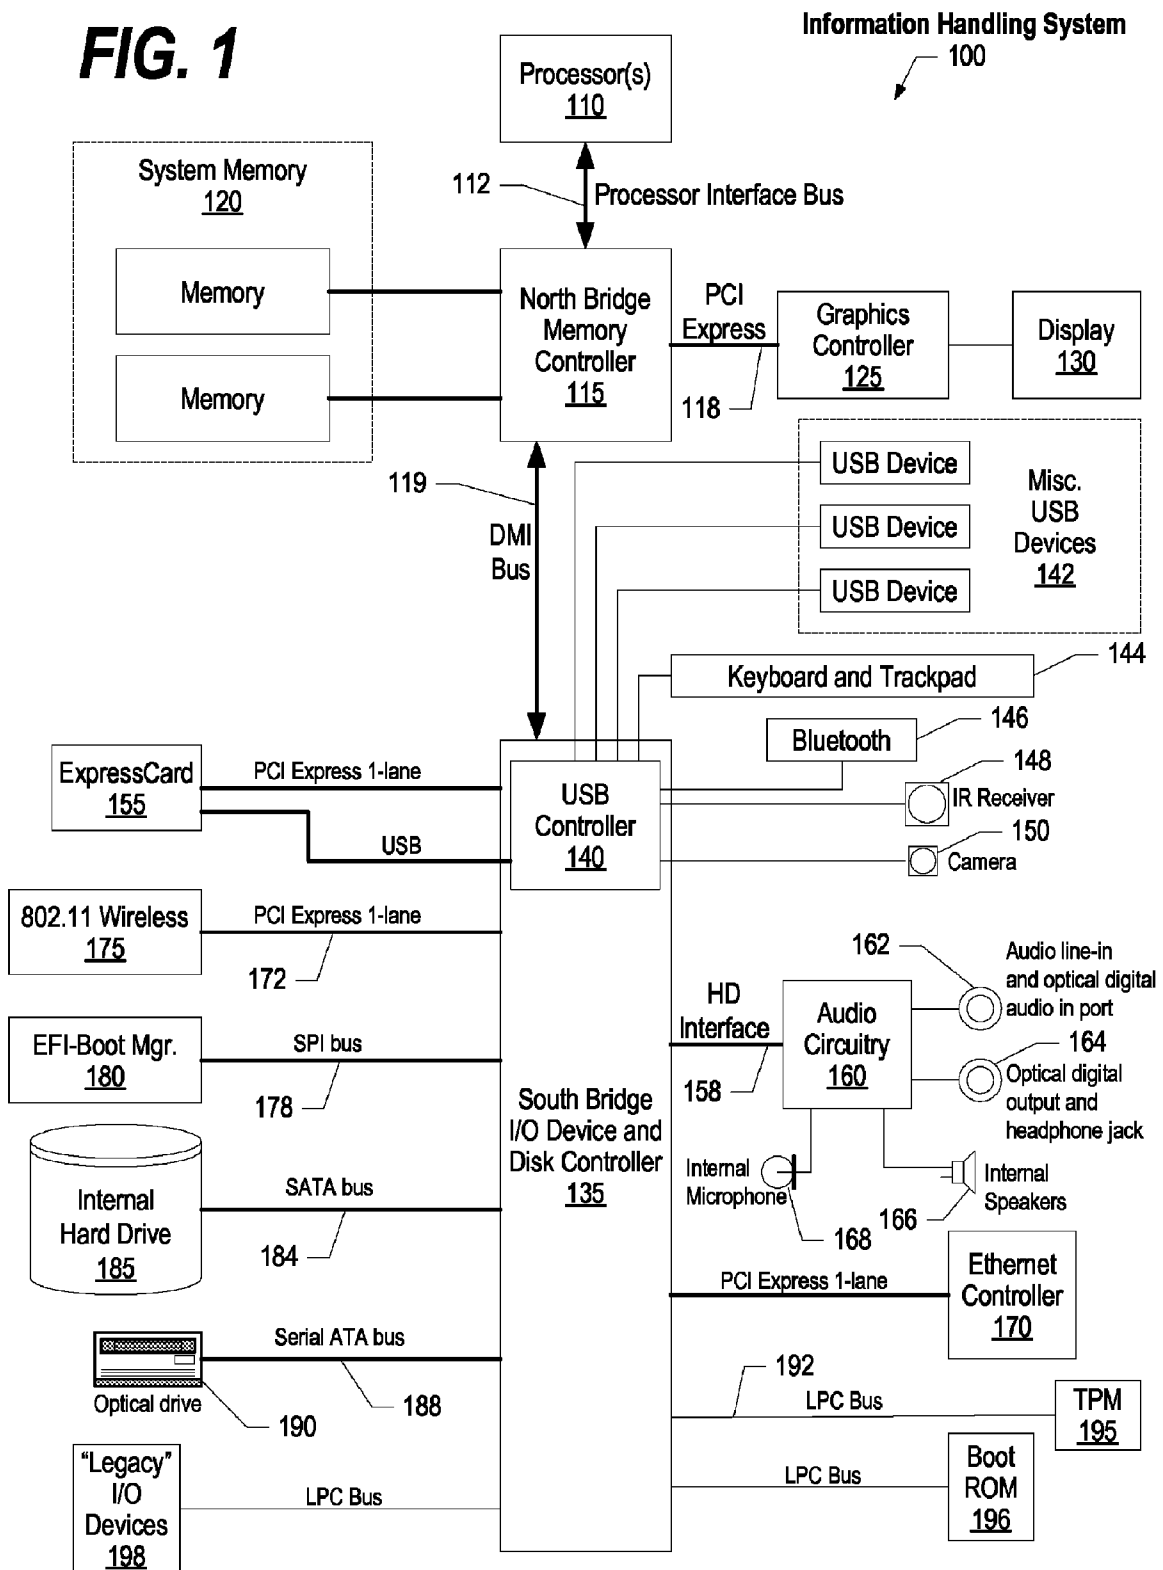 FIG. 1
Information Handling System
100
Processor(s)
110
System Memory
120
112
Processor Interface Bus
Memory
Memory
North Bridge
Memory
Controller
115
PCI
Express
118
Graphics
Controller
125
Display
130
119
DMI
Bus
USB Device
USB Device
USB Device
Misc.
USB
Devices
142
Keyboard and Trackpad
144
Bluetooth
146
148
IR Receiver
150
Camera
ExpressCard
155
PCI Express 1-lane
USB
USB
Controller
140
802.11 Wireless
175
PCI Express 1-lane
172
EFI-Boot Mgr.
180
SPI bus
178
Internal
Hard Drive
185
SATA bus
184
South Bridge
I/O Device and
Disk Controller
135
HD
Interface
158
Audio
Circuitry
160
162
Audio line-in
and optical digital
audio in port
164
Optical digital
output and
headphone jack
Internal
Microphone
168
166
Internal
Speakers
PCI Express 1-lane
Ethernet
Controller
170
Optical drive
190
Serial ATA bus
188
192
LPC Bus
TPM
195
"Legacy"
I/O
Devices
198
LPC Bus
LPC Bus
Boot
ROM
196